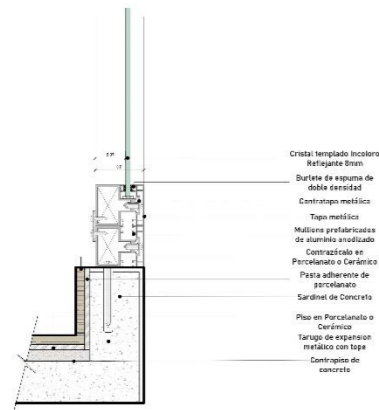 Cristal templado Incoloro
Reflejante 8mm
Burlete de espuma de
doble densidad
Contratapa metálica
Tapa metálica
Mullions prefabricados
de aluminio anodizado
Contrazócalo en
Porcelanato o Cerámico
Pasta adherente de
porcelanato
Sardinel de Concreto
Piso en Porcelanato o
Cerámico
Tarugo de expansion
metálico con tope
Contrapiso de
concreto